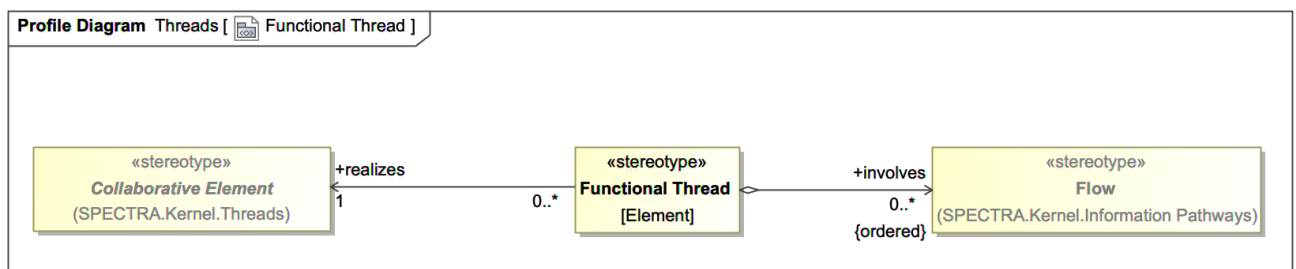 Profile Diagram Threads [ Functional Thread ]
«stereotype»
Collaborative Element
(SPECTRA.Kernel.Threads)
+realizes
1
0..*
«stereotype»
Functional Thread
[Element]
+involves
0..*
{ordered}
«stereotype»
Flow
(SPECTRA.Kernel.Information Pathways)